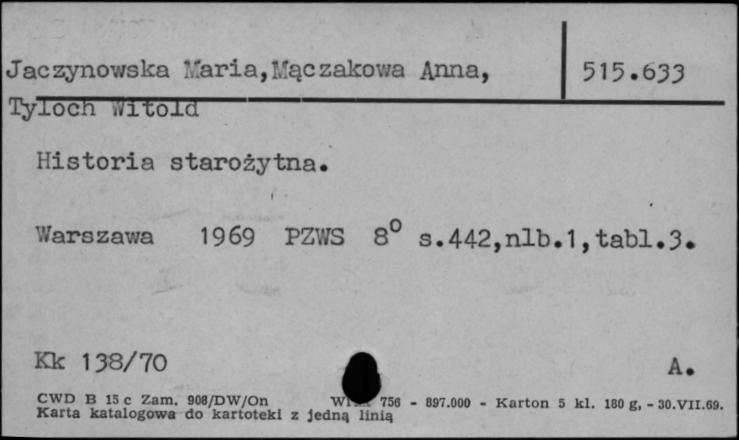 Jaczynowska Maria,Mączakowa Anna, 515.633
Tyloch Witold
Historia starożytna.
Warszawa 1969 PZWS 8⁰ s.442,nlb.1,tabl.3.
Kk 138/70 A.
CWD B 15 c Zam. 908/DW/On 756 - 897.000 - Karton 5 kl. 180 g, - 30.VII.69.
Karta katalogowa do kartoteki z jedną linią